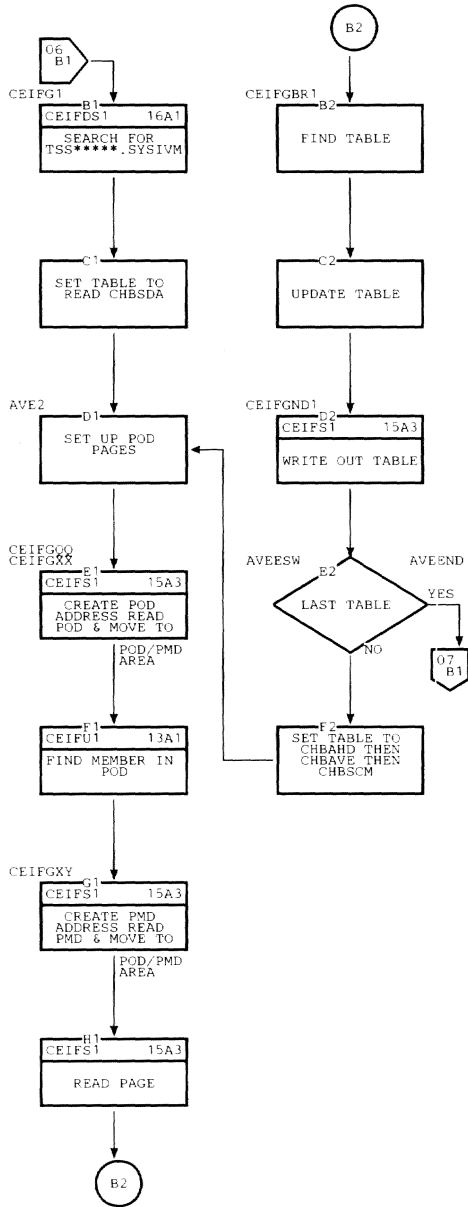 06
B1
CEIFG1
B1
CEIFDS1 16A1
SEARCH FOR
TSS*****.SYSIVM
C1
SET TABLE TO
READ CHBSDA
AVE2
D1
SET UP POD
PAGES
CEIFGQQ
CEIFGXX
E1
CEIFS1 15A3
CREATE POD
ADDRESS READ
POD & MOVE TO
POD/PMD
AREA
F1
CEIFU1 13A1
FIND MEMBER IN
POD
CEIFGXY
G1
CEIFS1 15A3
CREATE PMD
ADDRESS READ
PMD & MOVE TO
POD/PMD
AREA
H1
CEIFS1 15A3
READ PAGE
B2
B2
CEIFGBR1
B2
FIND TABLE
C2
UPDATE TABLE
CEIFGND1
D2
CEIFS1 15A3
WRITE OUT TABLE
AVEESW
E2
AVEEND
LAST TABLE
YES
07
B1
NO
F2
SET TABLE TO
CHBAHD THEN
CHBAVE THEN
CHBSCM